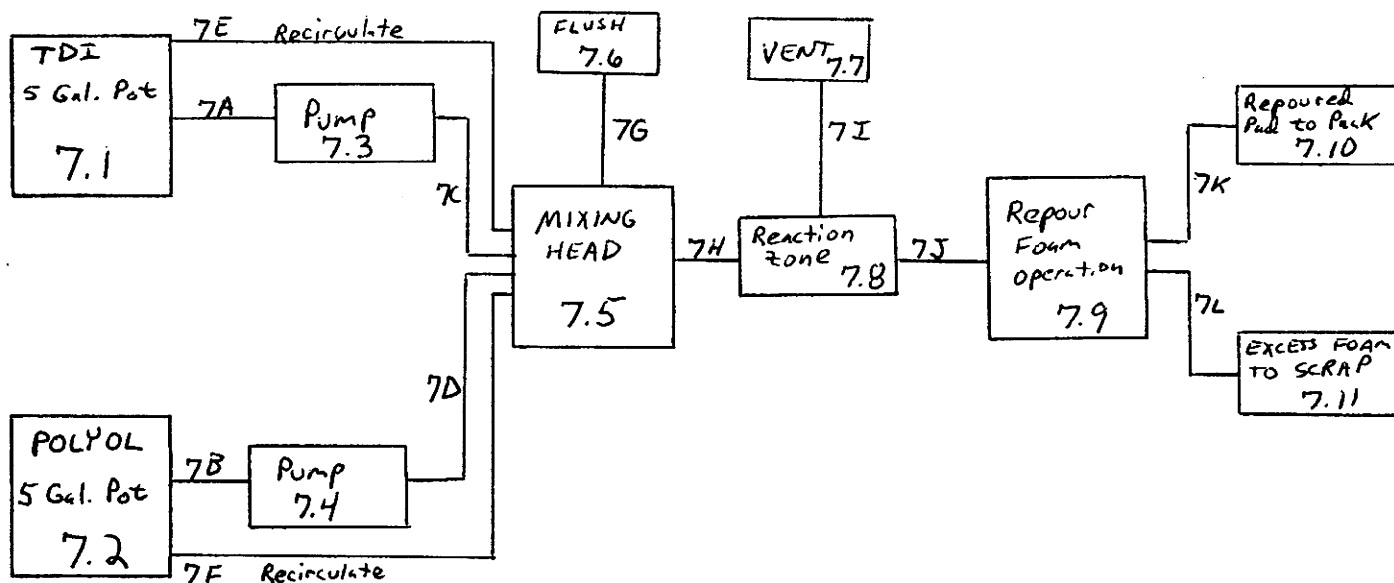 7E Recirculate
TDI
5 Gal. Pot
7.1
7A
Pump
7.3
7C
FLUSH
7.6
7G
VENT 7.7
7I
MIXING
HEAD
7.5
7H
Reaction
zone
7.8
7J
Repour
Foam
operation
7.9
7K
Repoured
Pad to Pack
7.10
7L
EXCESS FOAM
TO SCRAP
7.11
7D
POLYOL
5 Gal. Pot
7.2
7B
Pump
7.4
7F Recirculate